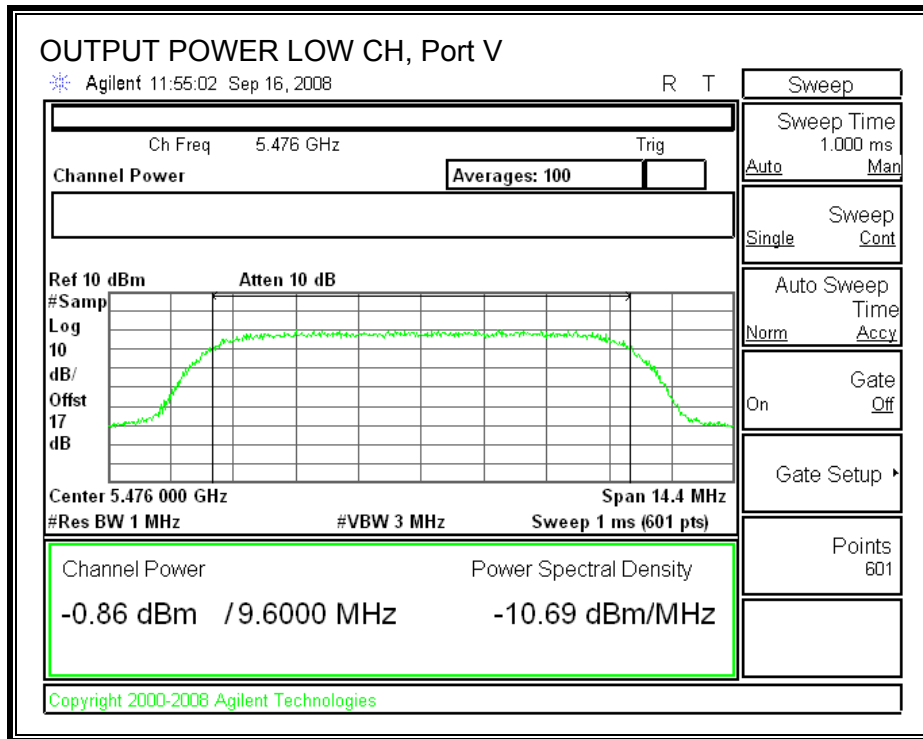 OUTPUT POWER LOW CH, Port V
Agilent 11:55:02 Sep 16, 2008 R T
Ch Freq 5.476 GHz Trig
Channel Power Averages: 100
Ref 10 dBm Atten 10 dB
#Samp
Log
10
dB/
Offst
17
dB
Center 5.476 000 GHz Span 14.4 MHz
#Res BW 1 MHz #VBW 3 MHz Sweep 1 ms (601 pts)
Channel Power Power Spectral Density
-0.86 dBm /9.6000 MHz -10.69 dBm/MHz
Copyright 2000-2008 Agilent Technologies
Sweep
Sweep Time
1.000 ms
Auto Man
Sweep
Single Cont
Auto Sweep
Time
Norm Accy
Gate
On Off
Gate Setup
Points
601